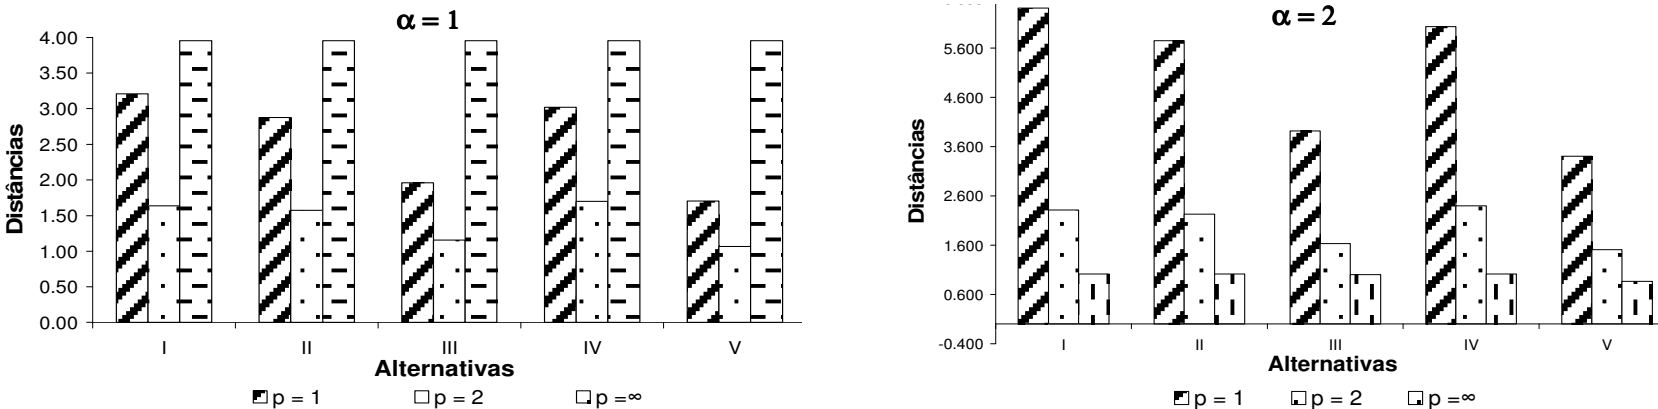 α = 1
Distâncias
4.00
3.50
3.00
2.50
2.00
1.50
1.00
0.50
0.00
I II III IV V
Alternativas
p = 1 p = 2 p =∞
α = 2
Distâncias
5.600
4.600
3.600
2.600
1.600
0.600
-0.400
I II III IV V
Alternativas
p = 1 p = 2 p =∞